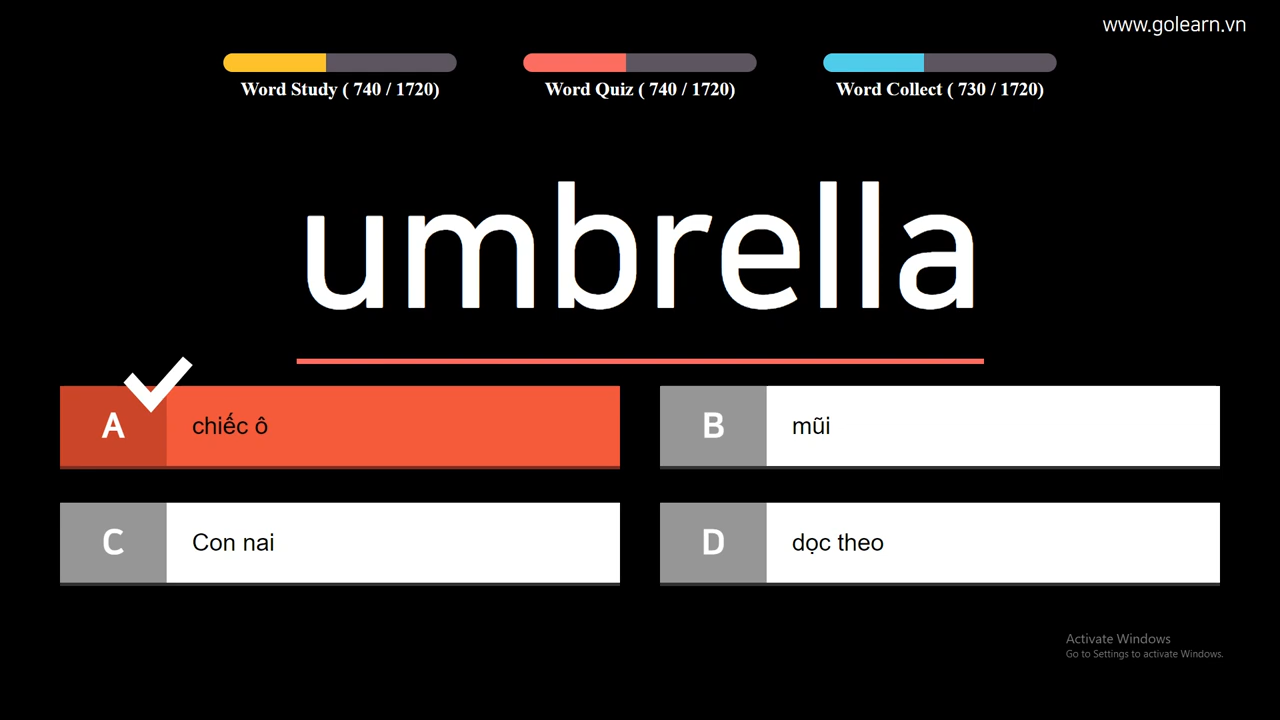 www.golearn.vn
Word Study ( 740 / 1720)
Word Quiz ( 740 / 1720)
Word Collect ( 730 / 1720)
umbrella
A chiếc ô
B mũi
C Con nai
D dọc theo
Activate Windows
Go to Settings to activate Windows.